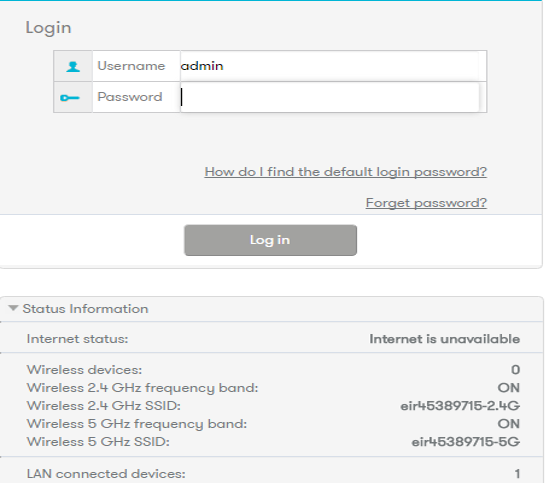 Login
Username admin
Password
How do I find the default login password?
Forget password?
Log in
Status Information
Internet status: Internet is unavailable
Wireless devices: 0
Wireless 2.4 GHz frequency band: ON
Wireless 2.4 GHz SSID: eir45389715-2.4G
Wireless 5 GHz frequency band: ON
Wireless 5 GHz SSID: eir45389715-5G
LAN connected devices: 1